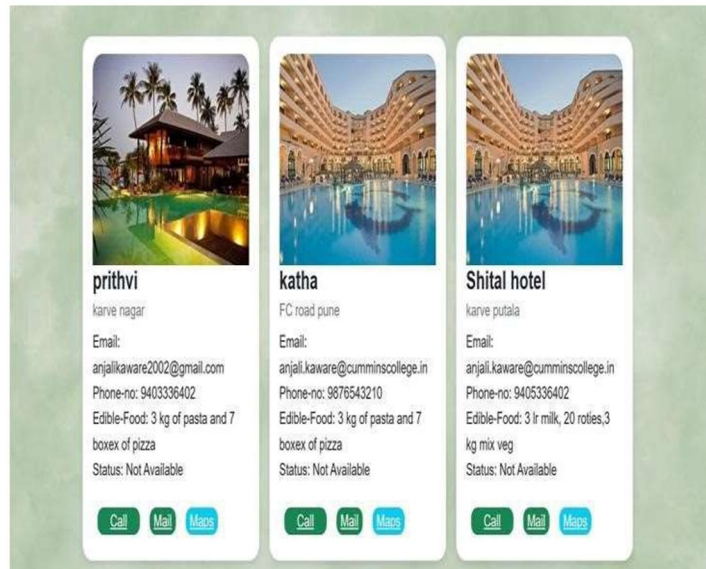 prithvi
karve nagar
Email:
anjalikaware2002@gmail.com
Phone-no: 9403336402
Edible-Food: 3 kg of pasta and 7
boxex of pizza
Status: Not Available
Call Mail Maps
katha
FC road pune
Email:
anjali.kaware@cumminscollege.in
Phone-no: 9876543210
Edible-Food: 3 kg of pasta and 7
boxex of pizza
Status: Not Available
Call Mail Maps
Shital hotel
karve putala
Email:
anjali.kaware@cumminscollege.in
Phone-no: 9405336402
Edible-Food: 3 lr milk, 20 roties,3
kg mix veg
Status: Not Available
Call Mail Maps